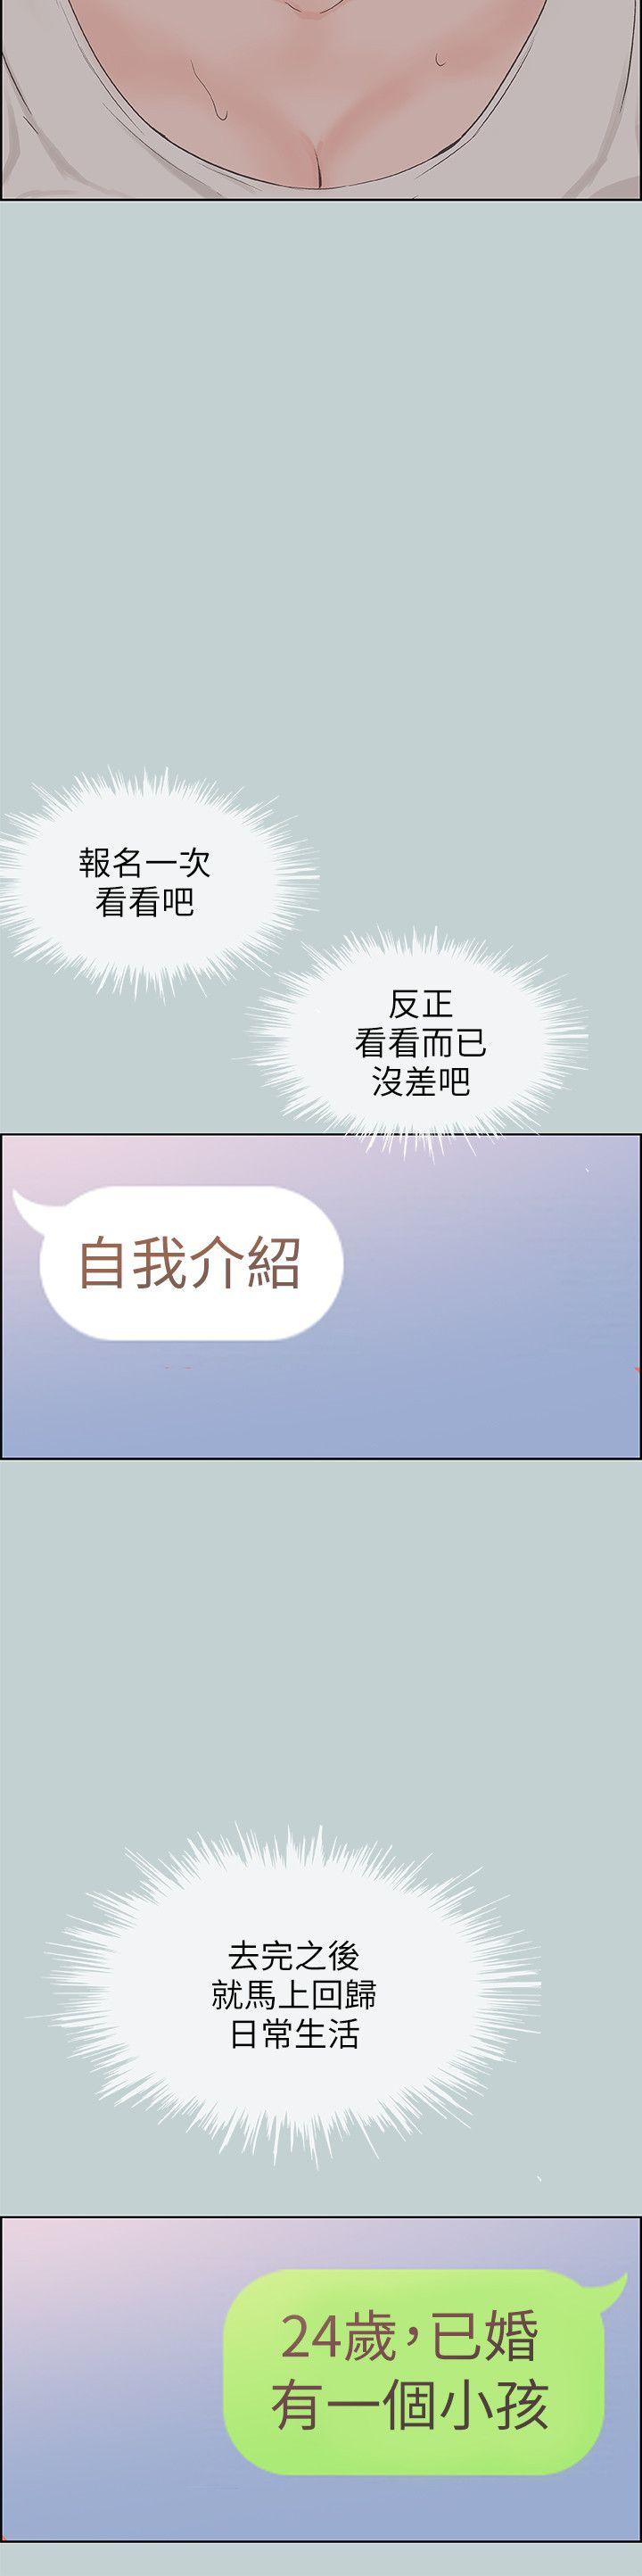 報名一次
看看吧
反正
看看而已
沒差吧
自我介紹
去完之後
就馬上回歸
日常生活
24歲，已婚
有一個小孩